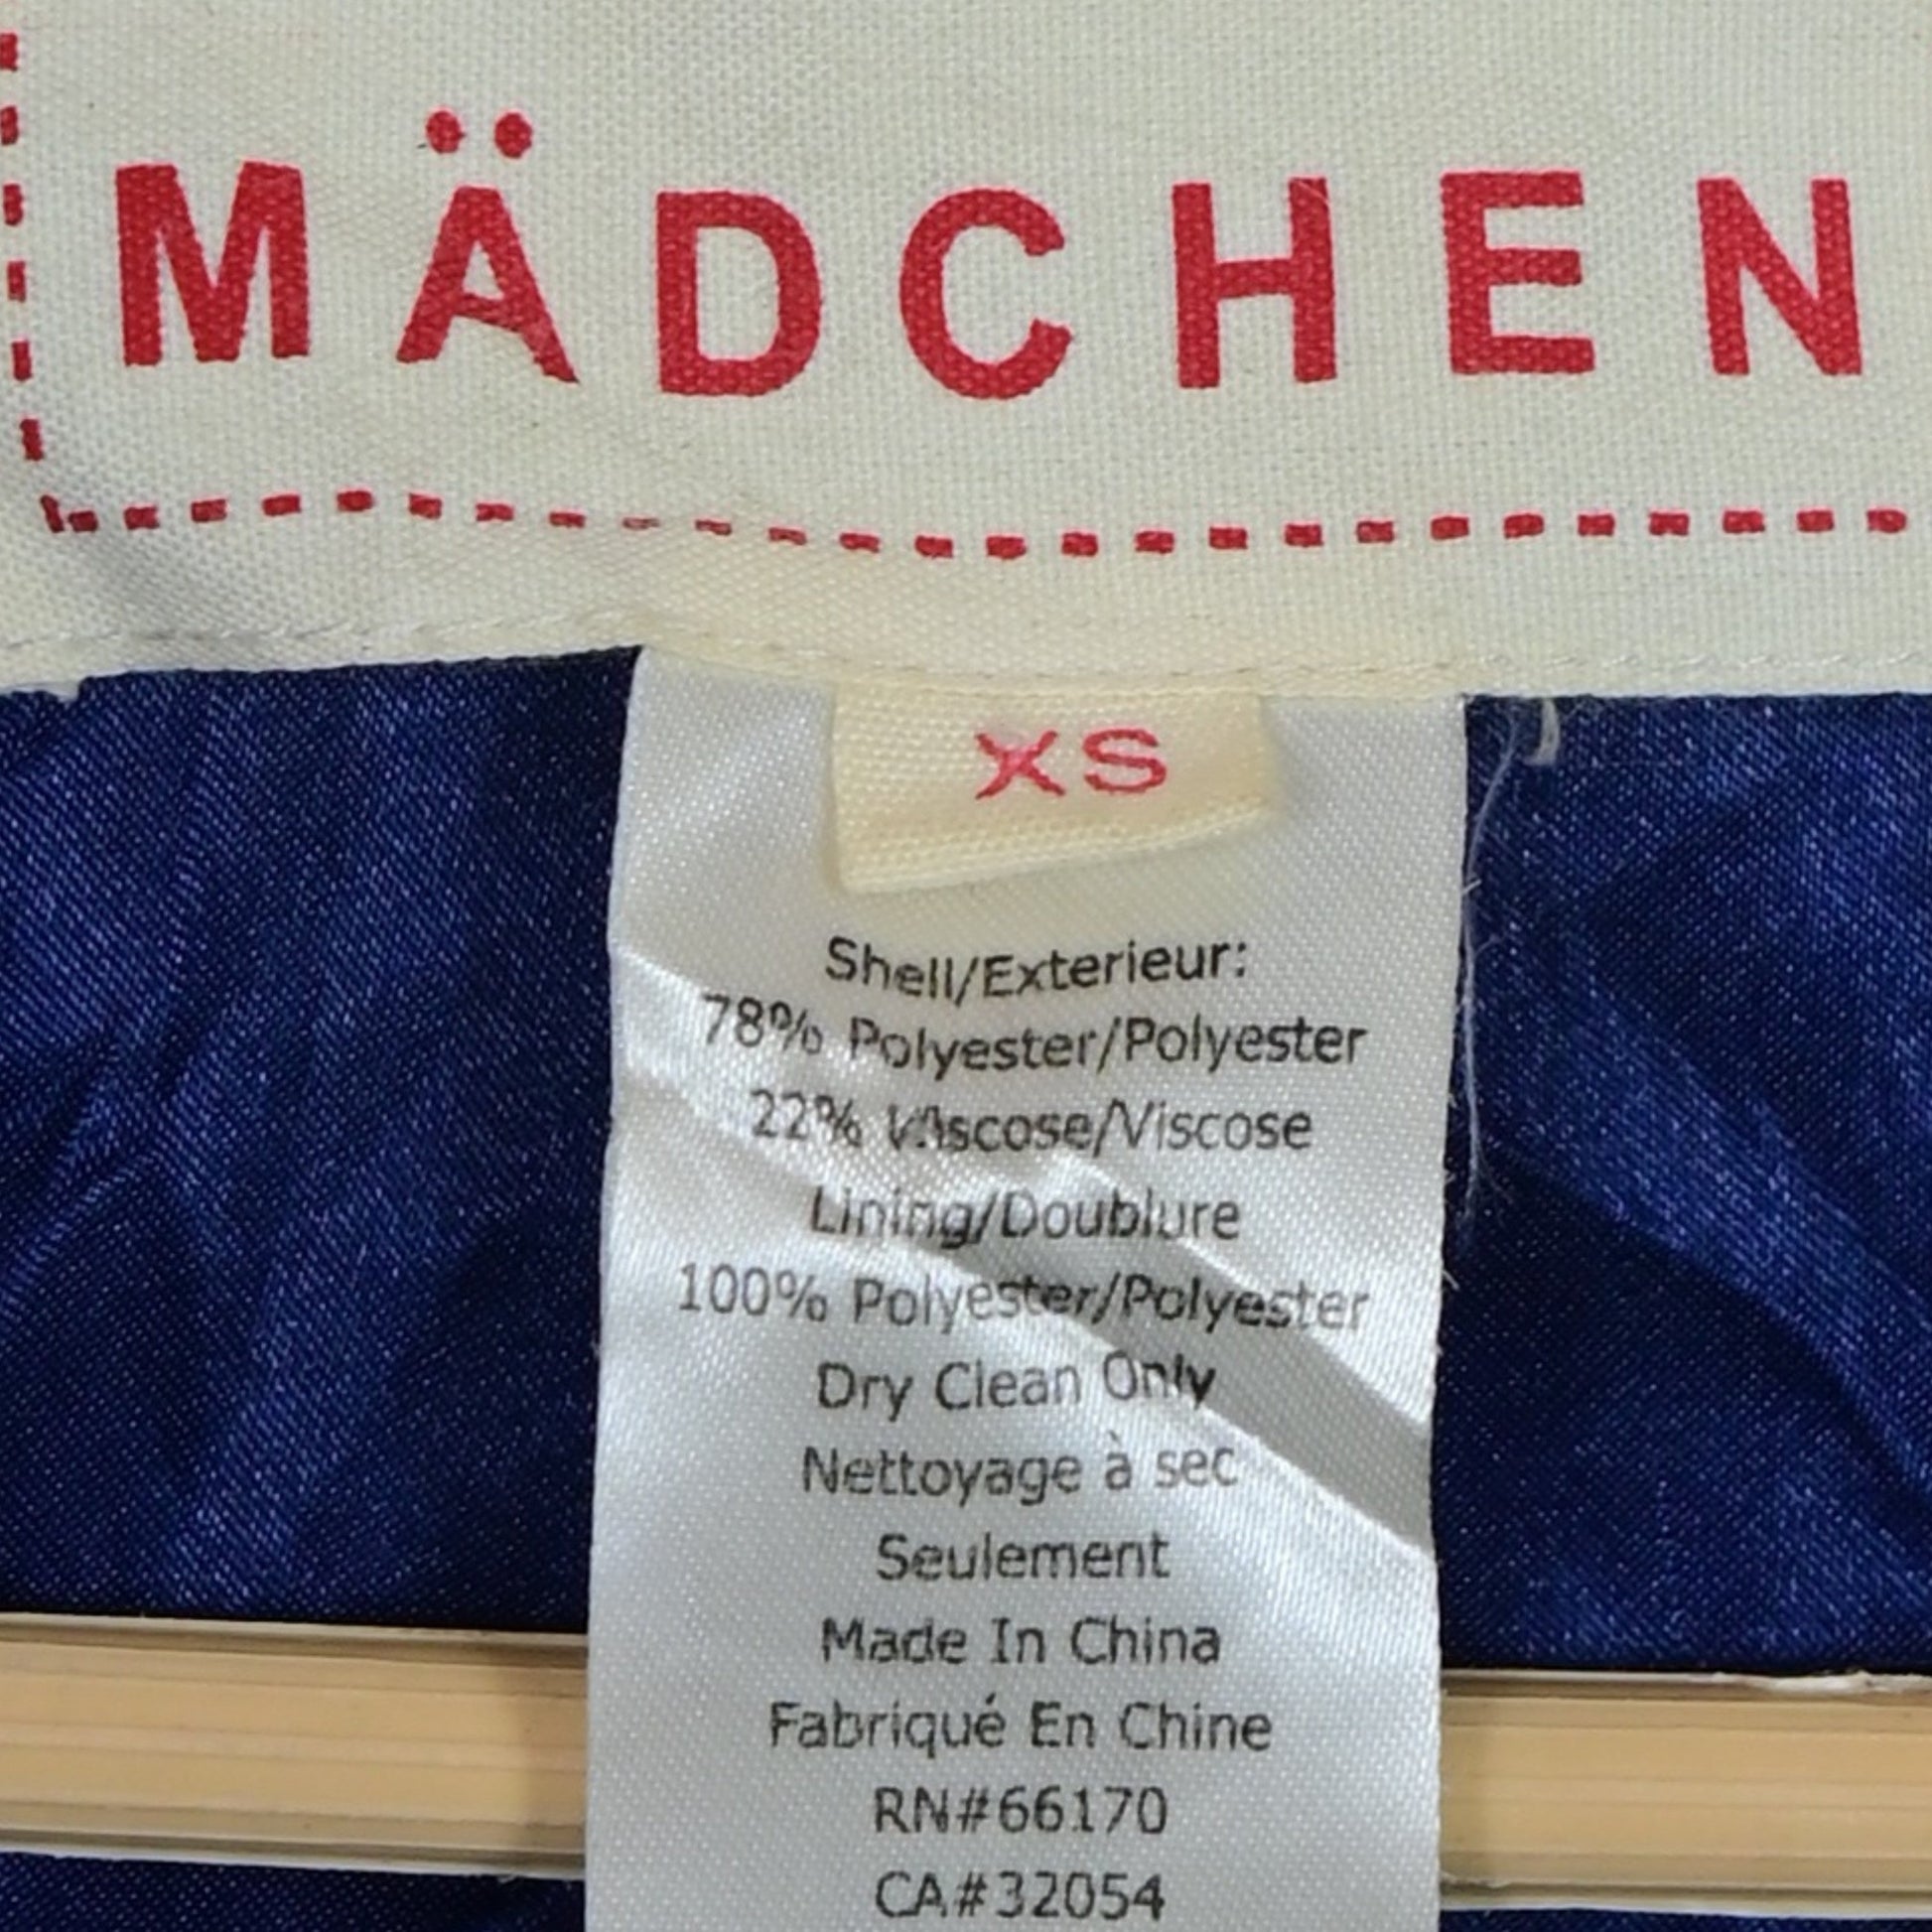 MÄDCHEN
XS
Shell/Exterieur:
78% Polyester/Polyester
22% Viscose/Viscose
Lining/Doublure
100% Polyester/Polyester
Dry Clean Only
Nettoyage à sec
Seulement
Made In China
Fabriqué En Chine
RN#66170
CA#32054